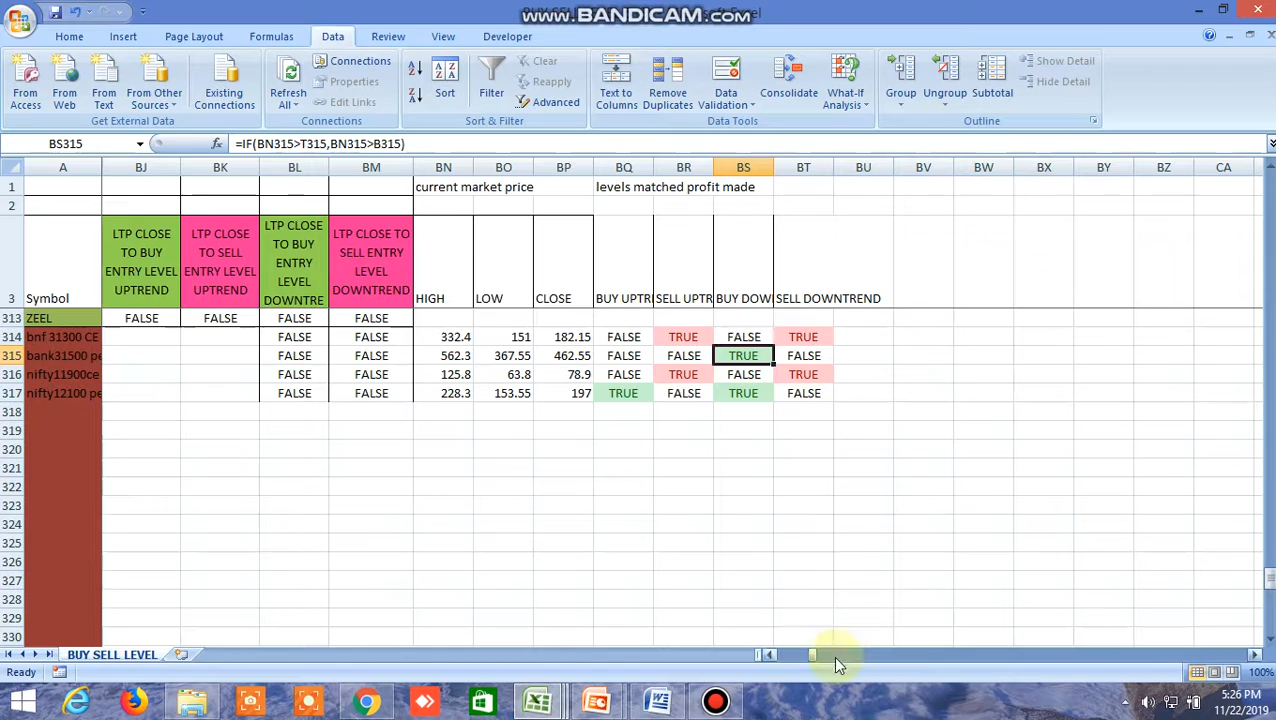 www.BANDICAM.com
Home Insert Page Layout Formulas Data Review View Developer
From Access
From Web
From Text
From Other Sources
Existing Connections
Get External Data
Refresh All
Connections
Properties
Edit Links
Connections
Sort
Filter
Clear
Reapply
Advanced
Sort & Filter
Text to Columns
Remove Duplicates
Data Validation
Consolidate
What-If Analysis
Data Tools
Group
Ungroup
Subtotal
Show Detail
Hide Detail
Outline
BS315 fx =IF(BN315>T315,BN315>B315)
A BJ BK BL BM BN BO BP BQ BR BS BT BU BV BW BX BY BZ CA
1 current market price levels matched profit made
2
3 Symbol
LTP CLOSE TO BUY ENTRY LEVEL UPTREND
LTP CLOSE TO SELL ENTRY LEVEL UPTREND
LTP CLOSE TO BUY ENTRY LEVEL DOWNTRE
LTP CLOSE TO SELL ENTRY LEVEL DOWNTREND
HIGH LOW CLOSE BUY UPTR SELL UPTR BUY DOW SELL DOWNTREND
313 ZEEL FALSE FALSE FALSE FALSE
314 bnf 31300 CE FALSE FALSE 332.4 151 182.15 FALSE TRUE FALSE TRUE
315 bank31500 pe FALSE FALSE 562.3 367.55 462.55 FALSE FALSE TRUE FALSE
316 nifty11900ce FALSE FALSE 125.8 63.8 78.9 FALSE TRUE FALSE TRUE
317 nifty12100 pe FALSE FALSE 228.3 153.55 197 TRUE FALSE TRUE FALSE
318
319
320
321
322
323
324
325
326
327
328
329
330
BUY SELL LEVEL
Ready 100%
5:26 PM
11/22/2019